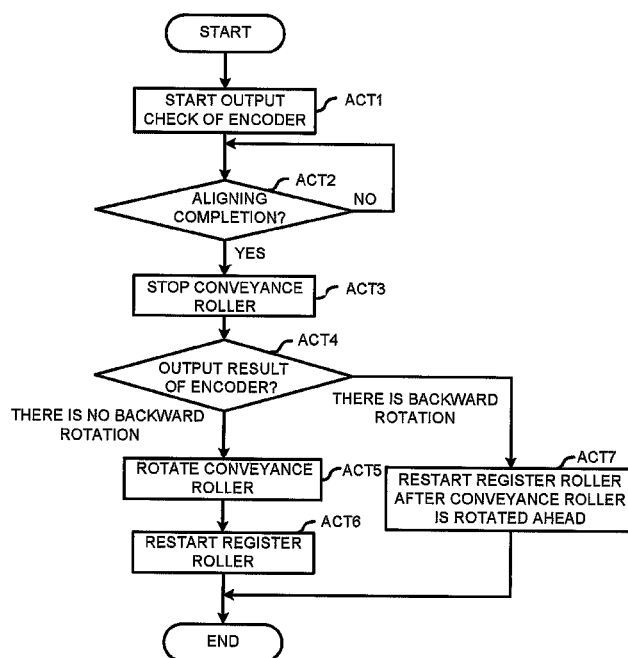 START
START OUTPUT
CHECK OF ENCODER
ACT1
ACT2
ALIGNING
COMPLETION?
NO
YES
STOP CONVEYANCE
ROLLER
ACT3
ACT4
OUTPUT RESULT
OF ENCODER?
THERE IS NO BACKWARD
ROTATION
THERE IS BACKWARD
ROTATION
ROTATE CONVEYANCE
ROLLER
ACT5
ACT7
RESTART REGISTER ROLLER
AFTER CONVEYANCE ROLLER
IS ROTATED AHEAD
ACT6
RESTART REGISTER
ROLLER
END